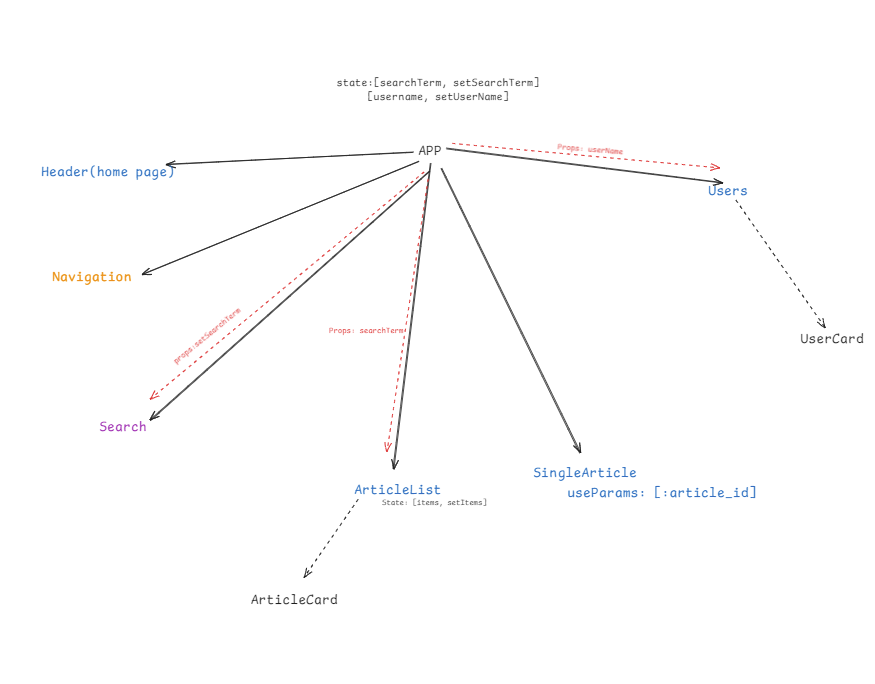 state:[searchTerm, setSearchTerm]
[username, setUserName]
APP
Props: userName
Header(home page)
Users
Navigation
props:setSearchTerm
Props: searchTerm
UserCard
Search
SingleArticle
useParams: [:article_id]
ArticleList
State: [items, setItems]
ArticleCard